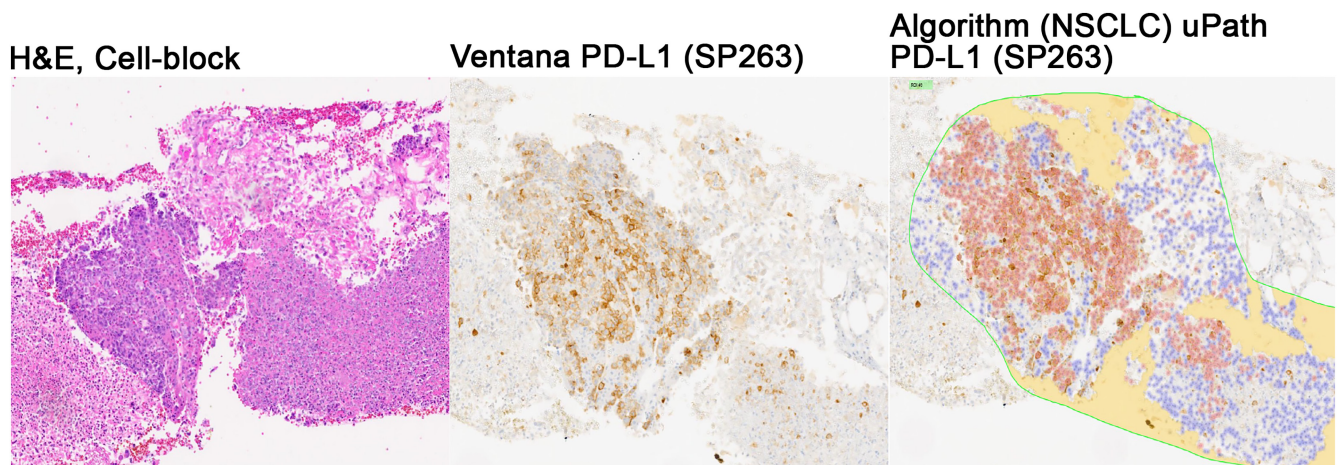 H&E, Cell-block
Ventana PD-L1 (SP263)
Algorithm (NSCLC) uPath
PD-L1 (SP263)